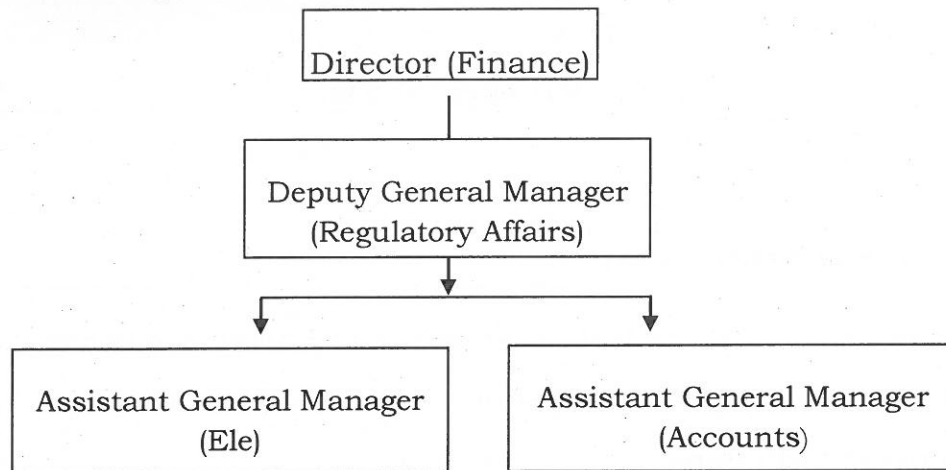 Director (Finance)
Deputy General Manager
(Regulatory Affairs)
Assistant General Manager
(Ele)
Assistant General Manager
(Accounts)